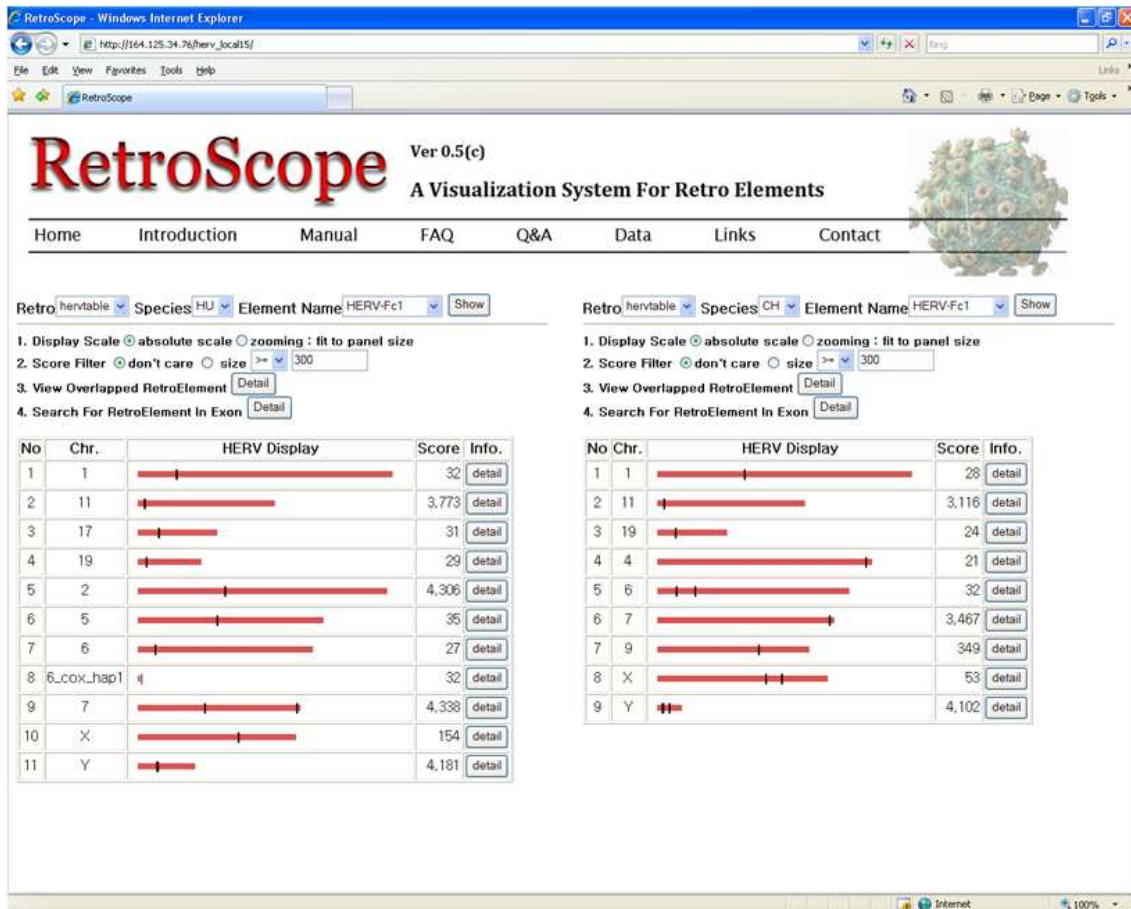 RetroScope - Windows Internet Explorer
http://164.125.34.76/herv_local15/
Bing
File Edit View Favorites Tools Help
Links
RetroScope
Page Tools
RetroScope
Ver 0.5(c)
A Visualization System For Retro Elements
Home Introduction Manual FAQ Q&A Data Links Contact
Retro hervtable Species HU Element Name HERV-Fc1 Show
1. Display Scale absolute scale zooming : fit to panel size
2. Score Filter don't care size >= 300
3. View Overlapped RetroElement Detail
4. Search For RetroElement In Exon Detail
No Chr. HERV Display Score Info.
1 1 32 detail
2 11 3,773 detail
3 17 31 detail
4 19 29 detail
5 2 4,306 detail
6 5 35 detail
7 6 27 detail
8 6_cox_hap1 32 detail
9 7 4,338 detail
10 X 154 detail
11 Y 4,181 detail
Retro hervtable Species CH Element Name HERV-Fc1 Show
1. Display Scale absolute scale zooming : fit to panel size
2. Score Filter don't care size >= 300
3. View Overlapped RetroElement Detail
4. Search For RetroElement In Exon Detail
No Chr. HERV Display Score Info.
1 1 28 detail
2 11 3,116 detail
3 19 24 detail
4 4 21 detail
5 6 32 detail
6 7 3,467 detail
7 9 349 detail
8 X 53 detail
9 Y 4,102 detail
Internet 100%